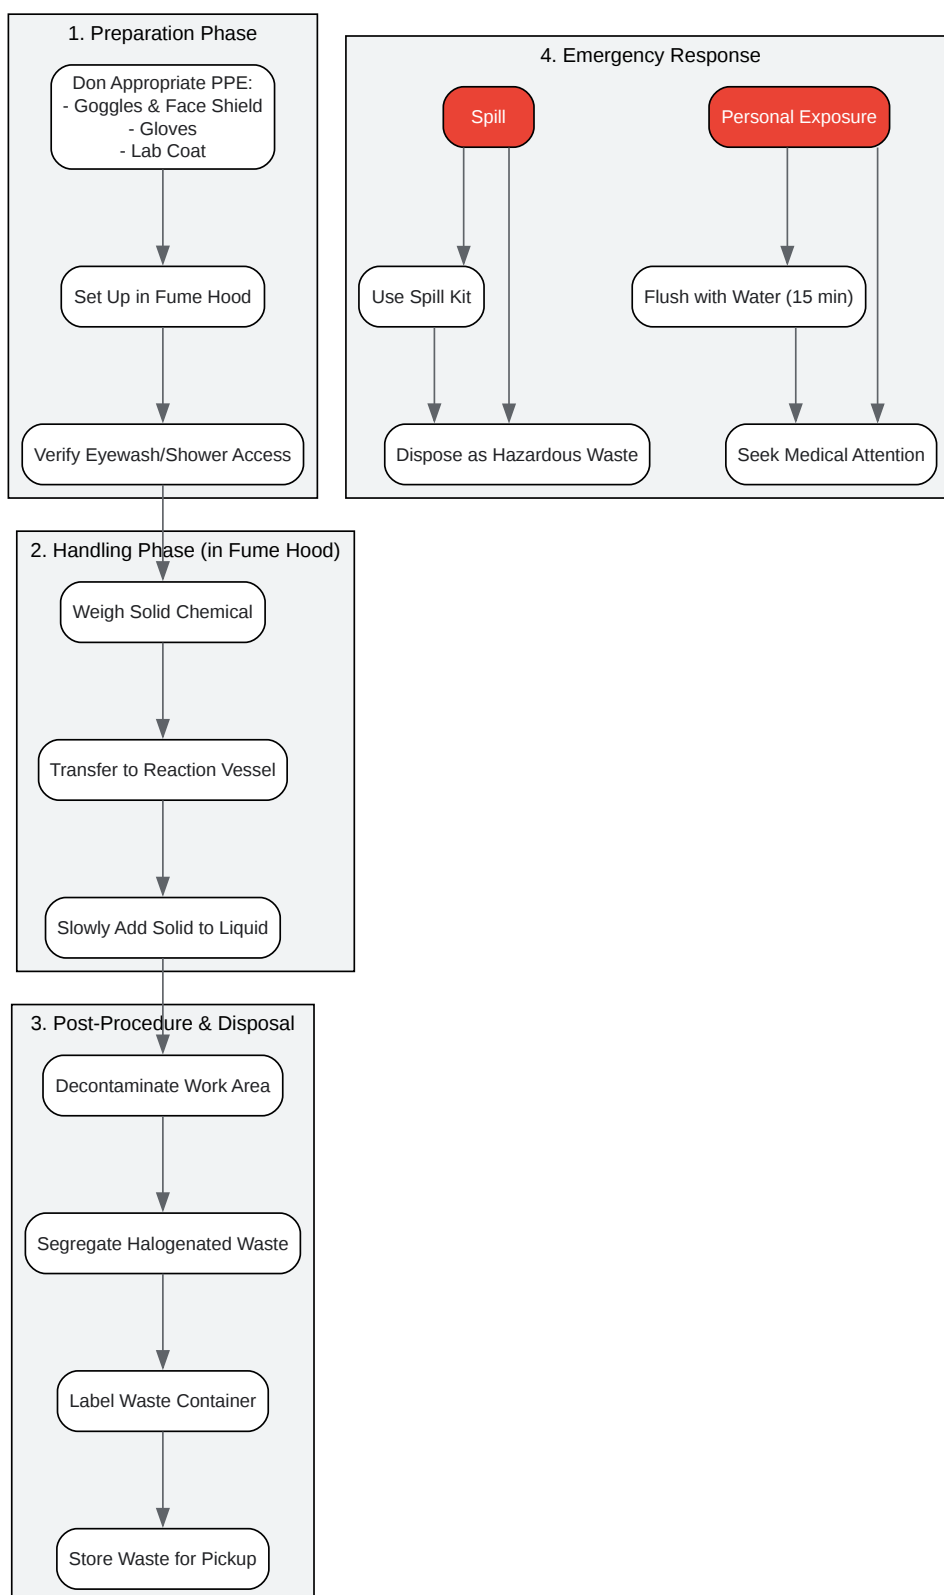 1. Preparation Phase
Don Appropriate PPE:
- Goggles & Face Shield
- Gloves
- Lab Coat
Set Up in Fume Hood
Verify Eyewash/Shower Access
2. Handling Phase (in Fume Hood)
Weigh Solid Chemical
Transfer to Reaction Vessel
Slowly Add Solid to Liquid
3. Post-Procedure & Disposal
Decontaminate Work Area
Segregate Halogenated Waste
Label Waste Container
Store Waste for Pickup
4. Emergency Response
Spill
Personal Exposure
Use Spill Kit
Flush with Water (15 min)
Dispose as Hazardous Waste
Seek Medical Attention